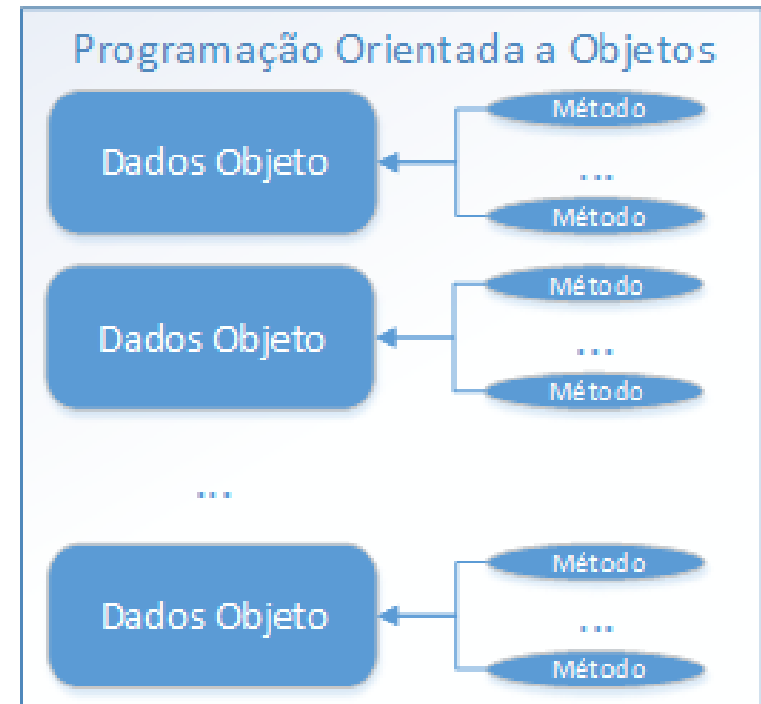 Programação Orientada a Objetos
Método
Dados Objeto
...
Método
Método
Dados Objeto
...
Método
...
Método
Dados Objeto
...
Método